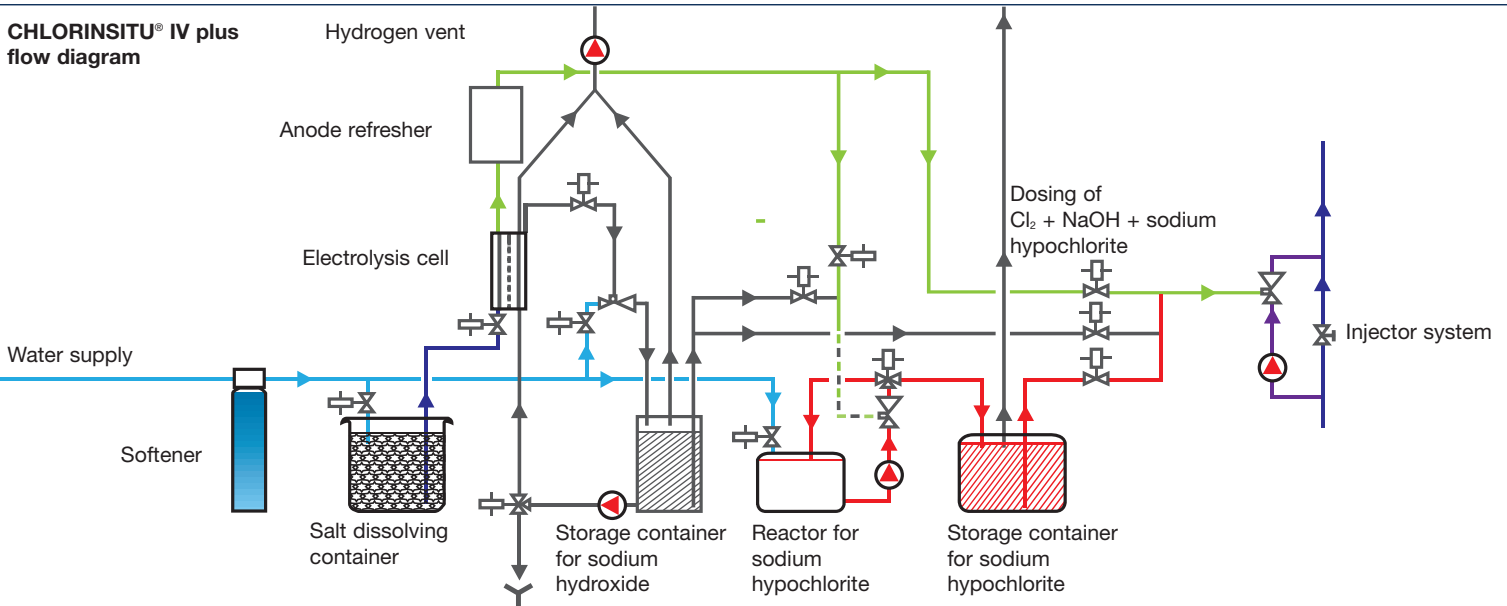 CHLORINSITU® IV plus
flow diagram
Hydrogen vent
Anode refresher
Electrolysis cell
Dosing of
Cl₂ + NaOH + sodium
hypochlorite
Water supply
Injector system
Softener
Salt dissolving
container
Storage container
for sodium
hydroxide
Reactor for
sodium
hypochlorite
Storage container
for sodium
hypochlorite